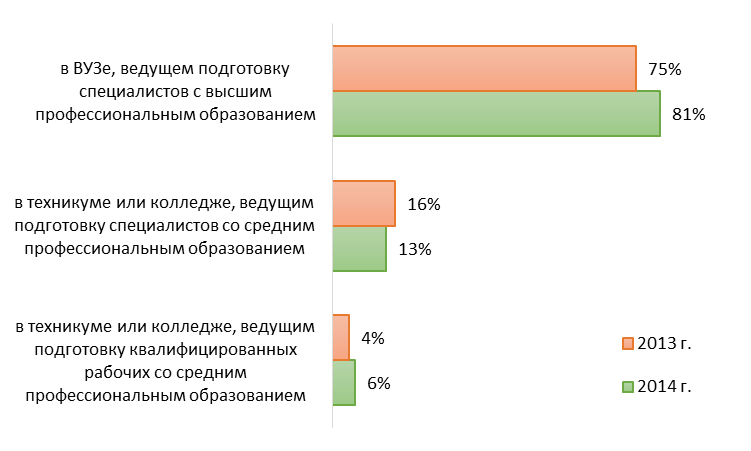 в ВУЗе, ведущем подготовку
специалистов с высшим
профессиональным образованием
75%
81%
в техникуме или колледже, ведущим
подготовку специалистов со средним
профессиональным образованием
16%
13%
в техникуме или колледже, ведущим
подготовку квалифицированных
рабочих со средним
профессиональным образованием
4%
6%
2013 г.
2014 г.